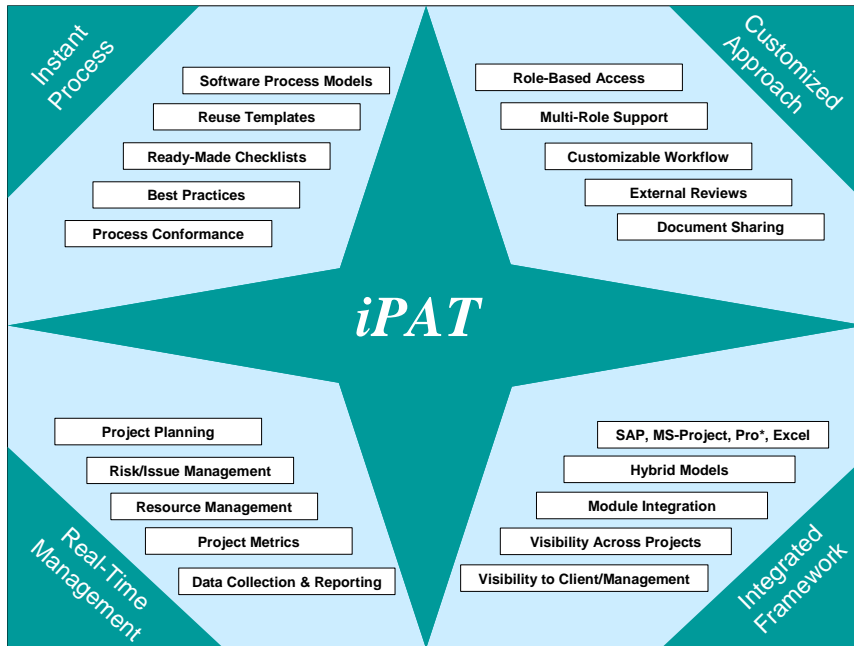 Instant
Process
Software Process Models
Reuse Templates
Ready-Made Checklists
Best Practices
Process Conformance
Customized
Approach
Role-Based Access
Multi-Role Support
Customizable Workflow
External Reviews
Document Sharing
iPAT
Project Planning
Risk/Issue Management
Resource Management
Project Metrics
Data Collection & Reporting
Real-Time
Management
SAP, MS-Project, Pro*, Excel
Hybrid Models
Module Integration
Visibility Across Projects
Visibility to Client/Management
Integrated
Framework